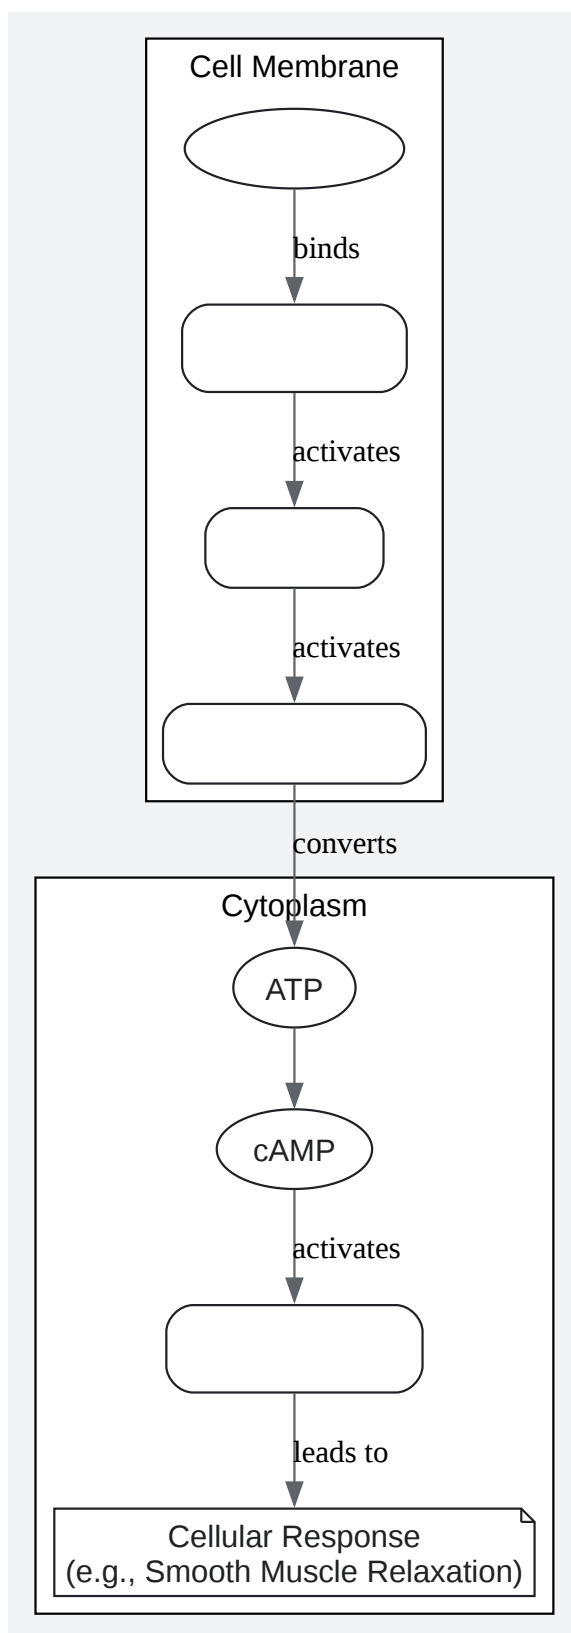 Cell Membrane
binds
activates
activates
converts
Cytoplasm
ATP
cAMP
activates
leads to
Cellular Response
(e.g., Smooth Muscle Relaxation)